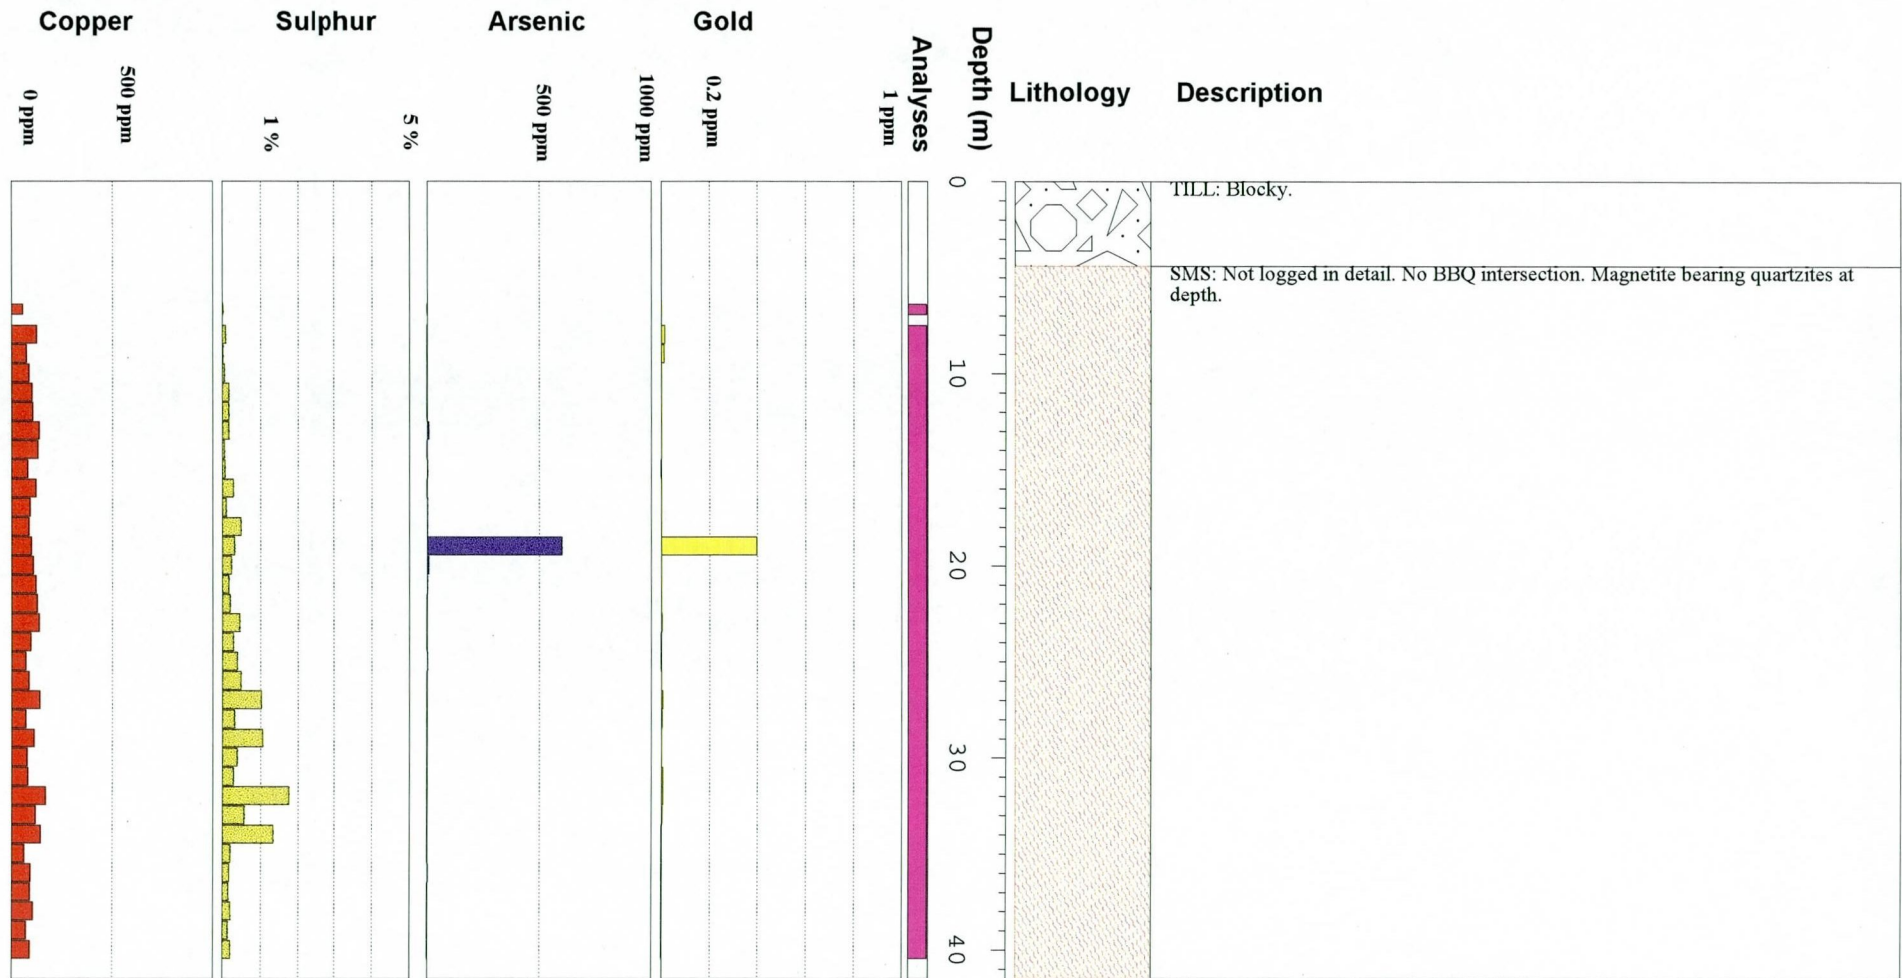 Copper
Sulphur
Arsenic
Gold
Analyses
Depth (m)
Lithology
Description
0 ppm
500 ppm
1 %
5 %
500 ppm
1000 ppm
0.2 ppm
1 ppm
0
TILL: Blocky.
SMS: Not logged in detail. No BBQ intersection. Magnetite bearing quartzites at
depth.
10
20
30
40